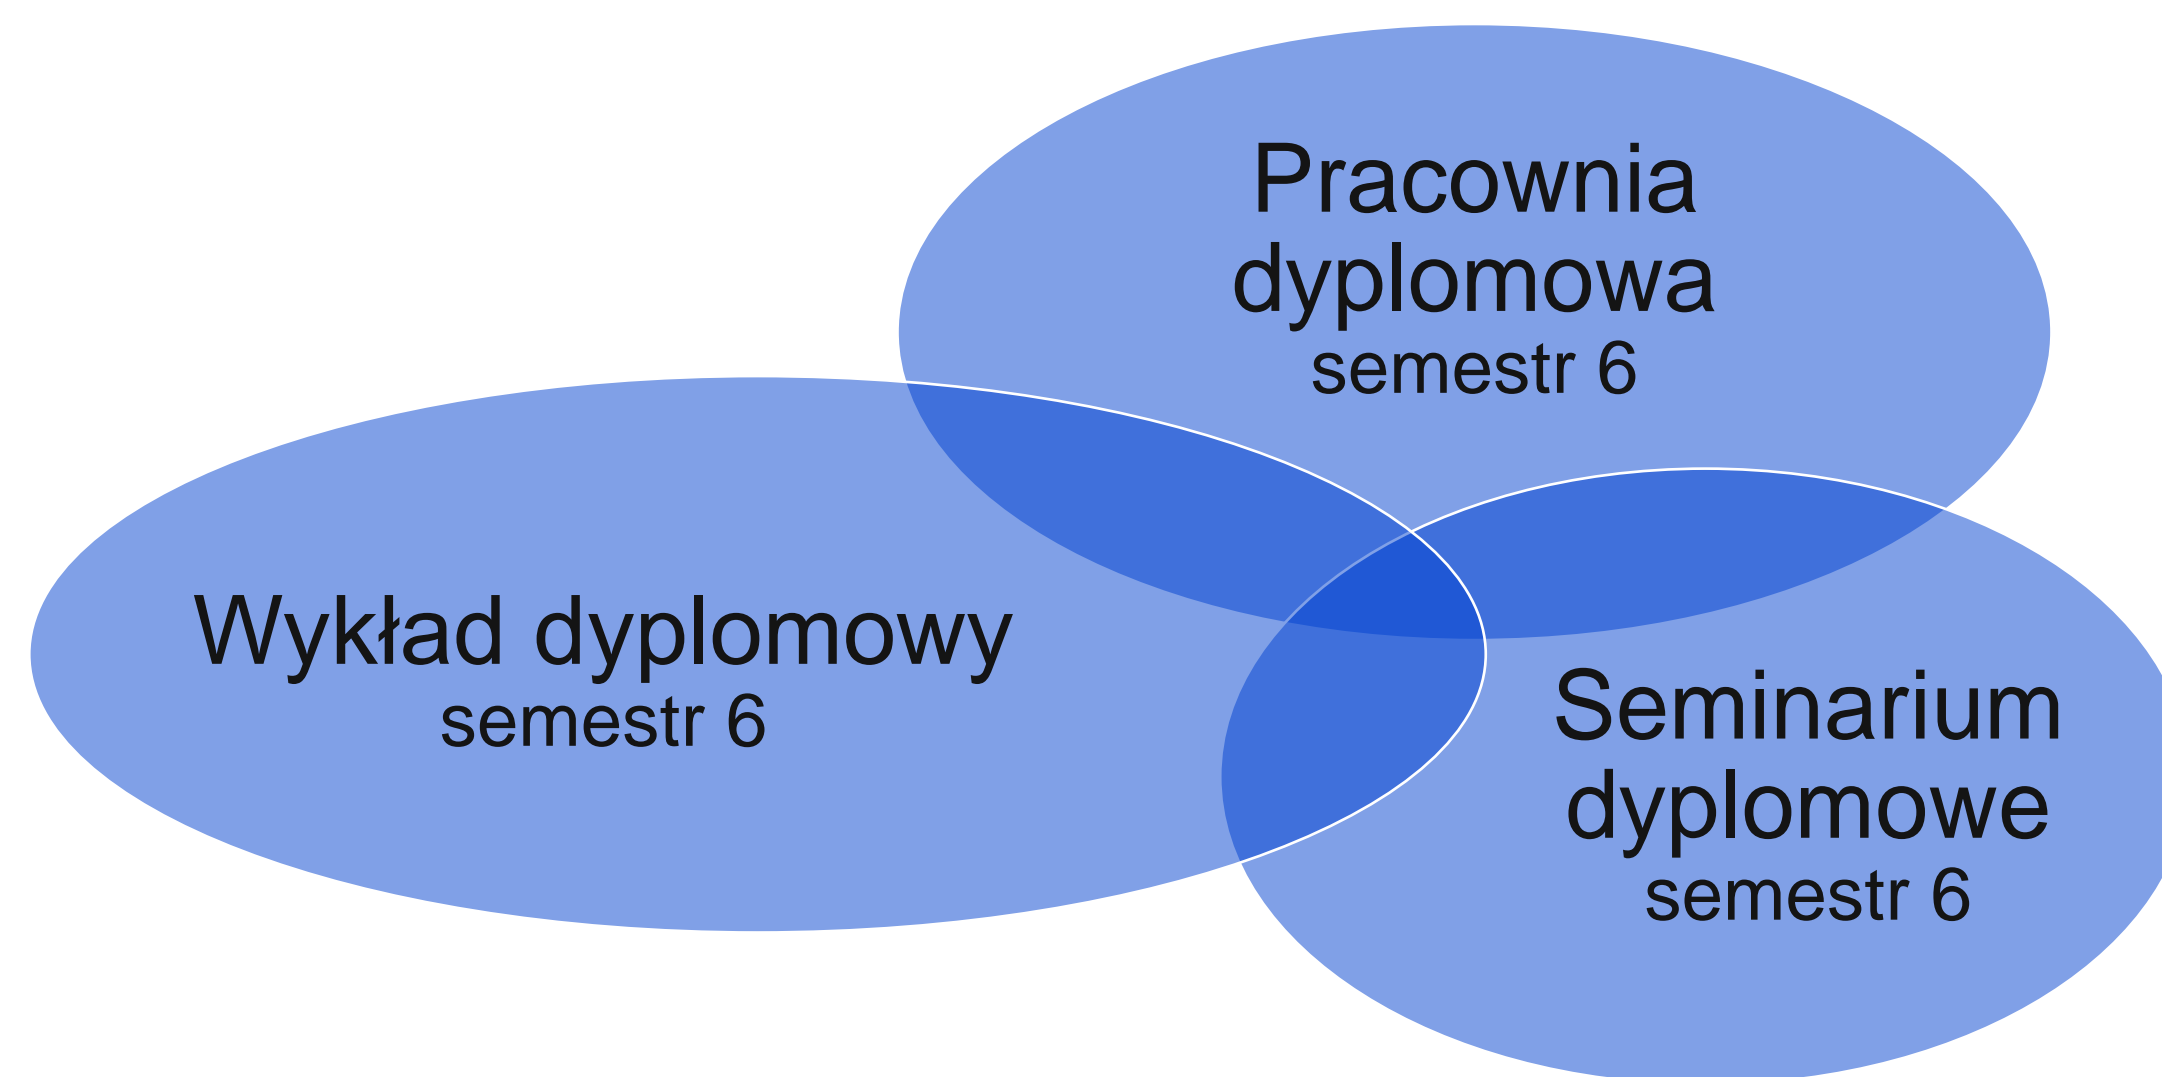 Pracownia
dyplomowa
semestr 6
Wykład dyplomowy
semestr 6
Seminarium
dyplomowe
semestr 6